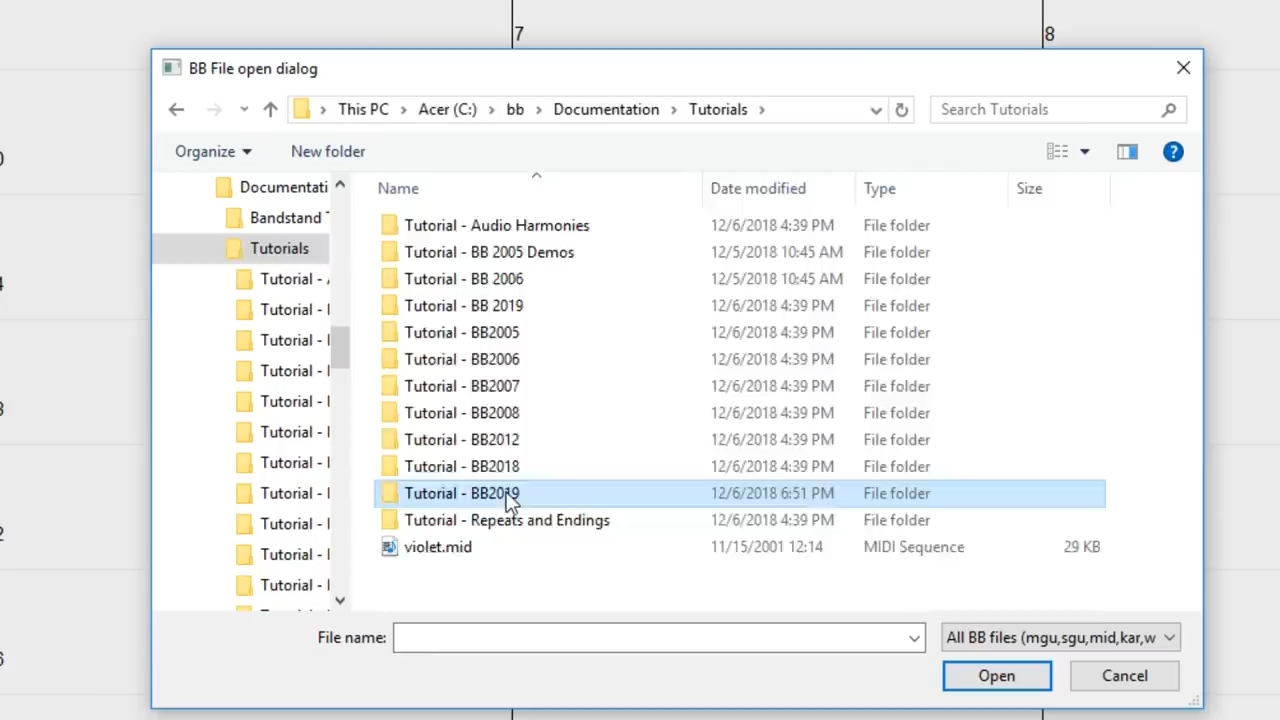 7 8
BB File open dialog
This PC > Acer (C:) > bb > Documentation > Tutorials >
Search Tutorials
Organize
New folder
Name Date modified Type Size
Documentati
Bandstand T
Tutorials
Tutorial - A
Tutorial - I
Tutorial - I
Tutorial - I
Tutorial - I
Tutorial - I
Tutorial - I
Tutorial - I
Tutorial - I
Tutorial - I
Tutorial - I
Tutorial - Audio Harmonies 12/6/2018 4:39 PM File folder
Tutorial - BB 2005 Demos 12/5/2018 10:45 AM File folder
Tutorial - BB 2006 12/5/2018 10:45 AM File folder
Tutorial - BB 2019 12/6/2018 4:39 PM File folder
Tutorial - BB2005 12/6/2018 4:39 PM File folder
Tutorial - BB2006 12/6/2018 4:39 PM File folder
Tutorial - BB2007 12/6/2018 4:39 PM File folder
Tutorial - BB2008 12/6/2018 4:39 PM File folder
Tutorial - BB2012 12/6/2018 4:39 PM File folder
Tutorial - BB2018 12/6/2018 4:39 PM File folder
Tutorial - BB2019 12/6/2018 6:51 PM File folder
Tutorial - Repeats and Endings 12/6/2018 4:39 PM File folder
violet.mid 11/15/2001 12:14 MIDI Sequence 29 KB
File name:
All BB files (mgu,sgu,mid,kar,w
Open
Cancel